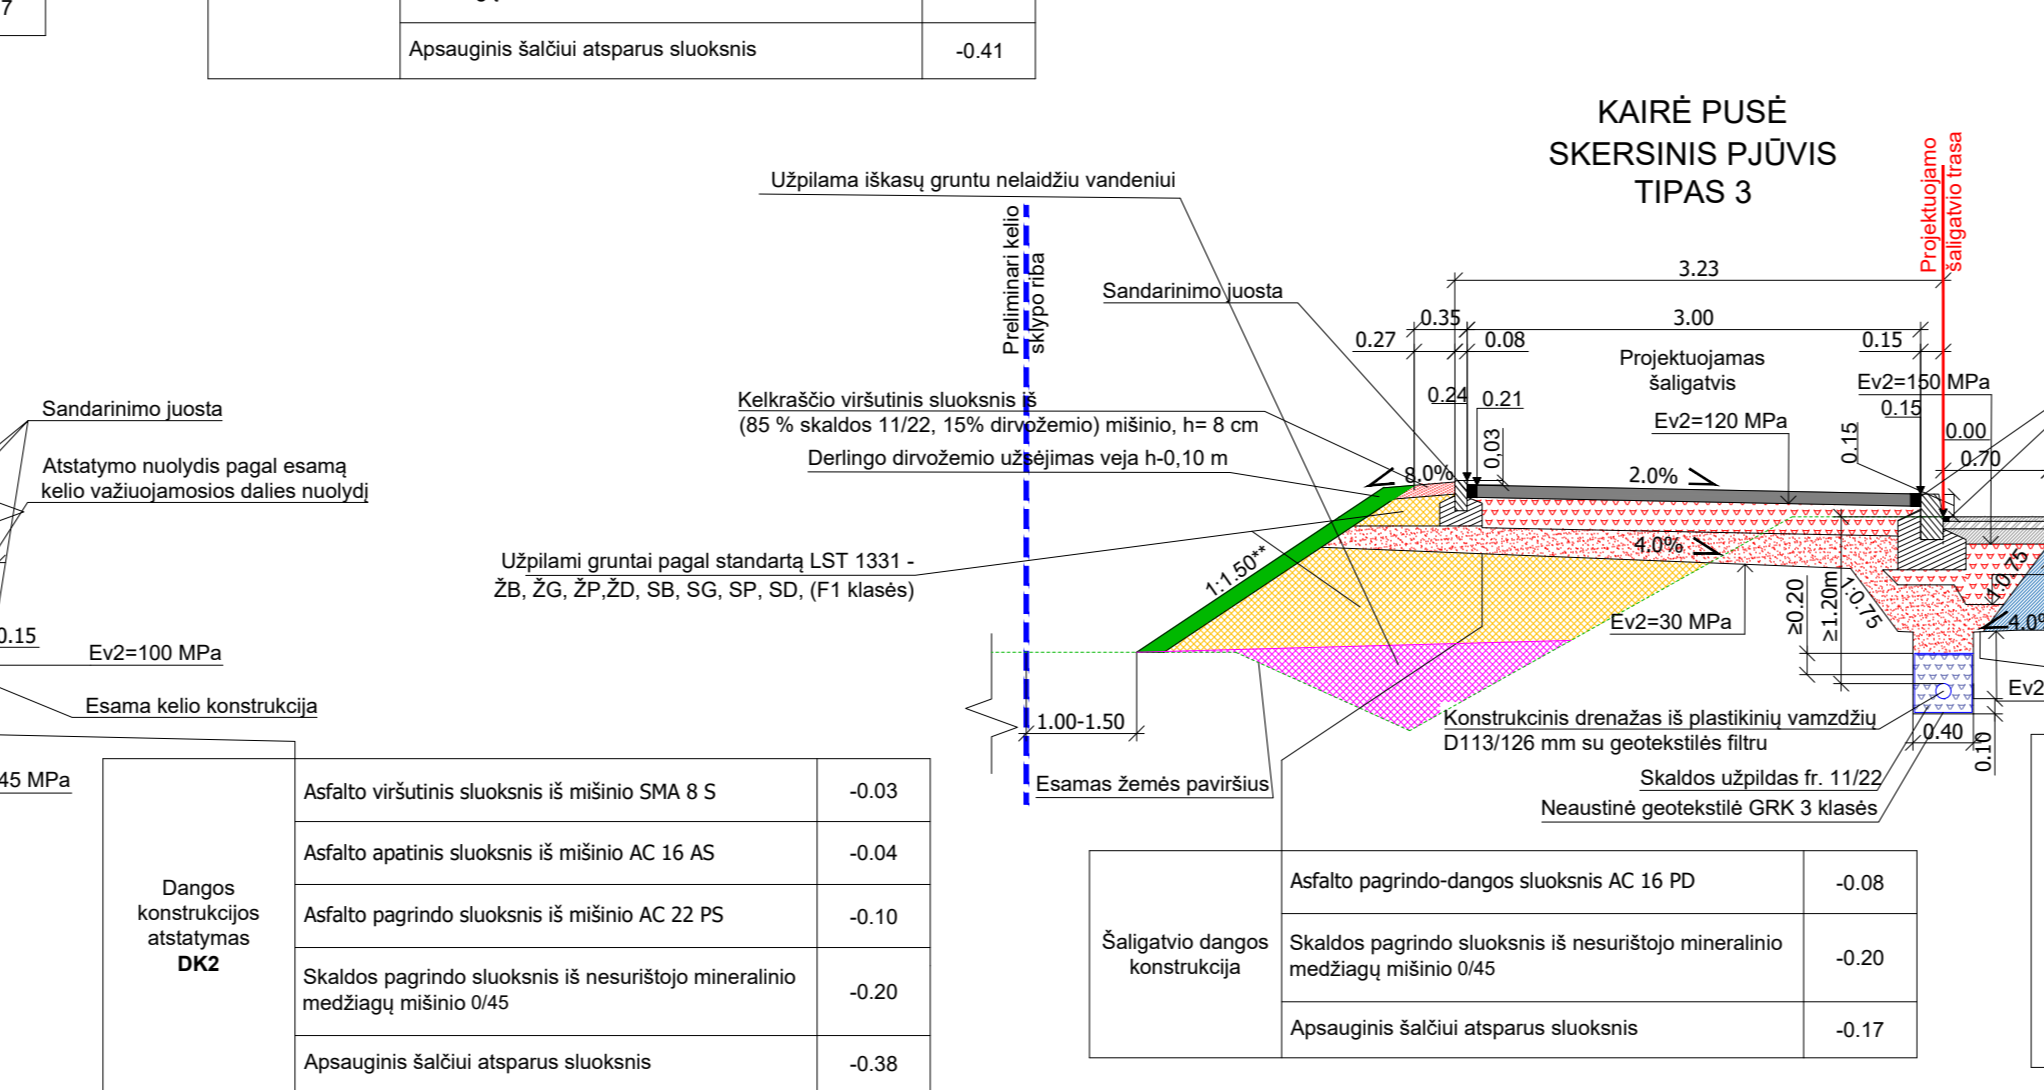 7
Apsauginis šalčiui atsparus sluoksnis
-0.41
KAIRĖ PUSĖ
SKERSINIS PJŪVIS
TIPAS 3
Projektuojamo
šaligatvio trasa
Užpilama iškasų gruntu nelaidžiu vandeniui
Preliminari kelio
sklypo riba
Sandarinimo juosta
3.23
0.35
3.00
0.27
0.08
0.15
Projektuojamas
šaligatvis
Ev2=150 MPa
Kelkraščio viršutinis sluoksnis iš
(85 % skaldos 11/22, 15% dirvožemio) mišinio, h= 8 cm
0.24
0.21
0.15
Ev2=120 MPa
0.15
0.00
0.70
0,03
Derlingo dirvožemio užsėjimas veja h-0,10 m
8.0%
2.0%
4.0%
Užpilami gruntai pagal standartą LST 1331 -
ŽB, ŽG, ŽP,ŽD, SB, SG, SP, SD, (F1 klasės)
1:1.50**
Ev2=30 MPa
≥0.20
≥1.20m
1:0.75
1:0.75
4.0%
Ev2
Sandarinimo juosta
Atstatymo nuolydis pagal esamą
kelio važiuojamosios dalies nuolydį
0.15
Ev2=100 MPa
Esama kelio konstrukcija
45 MPa
1.00-1.50
Esamas žemės paviršius
Konstrukcinis drenažas iš plastikinių vamzdžių
D113/126 mm su geotekstilės filtru
0.40
0.10
Skaldos užpildas fr. 11/22
Neaustinė geotekstilė GRK 3 klasės
Dangos
konstrukcijos
atstatymas
DK2
Asfalto viršutinis sluoksnis iš mišinio SMA 8 S
-0.03
Asfalto apatinis sluoksnis iš mišinio AC 16 AS
-0.04
Asfalto pagrindo sluoksnis iš mišinio AC 22 PS
-0.10
Skaldos pagrindo sluoksnis iš nesurištojo mineralinio
medžiagų mišinio 0/45
-0.20
Apsauginis šalčiui atsparus sluoksnis
-0.38
Šaligatvio dangos
konstrukcija
Asfalto pagrindo-dangos sluoksnis AC 16 PD
-0.08
Skaldos pagrindo sluoksnis iš nesurištojo mineralinio
medžiagų mišinio 0/45
-0.20
Apsauginis šalčiui atsparus sluoksnis
-0.17